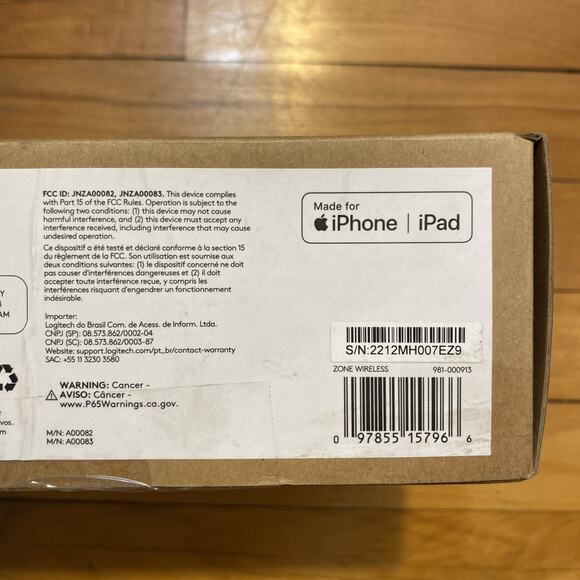 FCC ID: JNZA00082, JNZA00083. This device complies
with Part 15 of the FCC Rules. Operation is subject to the
following two conditions: (1) this device may not cause
harmful interference, and (2) this device must accept any
interference received, including interference that may cause
undesired operation.
Ce dispositif a été testé et déclaré conforme à la section 15
du règlement de la FCC. Son utilisation est soumise aux
deux conditions suivantes: (1) le dispositif concerné ne doit
pas causer d'interférences dangereuses et (2) il doit
accepter toute interférence reçue, y compris les
interférences risquant d'engendrer un fonctionnement
indésirable.
Importer:
Logitech do Brasil Com. de Acess. de Inform. Ltda.
CNPJ (SP): 08.573.862/0002-04
CNPJ (SC): 08.573.862/0003-87
Website: support.logitech.com/pt_br/contact-warranty
SAC: +55 11 3230 3580
WARNING: Cancer -
AVISO: Câncer -
www.P65Warnings.ca.gov.
M/N: A00082
M/N: A00083
Made for
iPhone | iPad
S/N:2212MH007EZ9
ZONE WIRELESS 981-000913
0 97855 15796 6
Y
AM
vos.
m